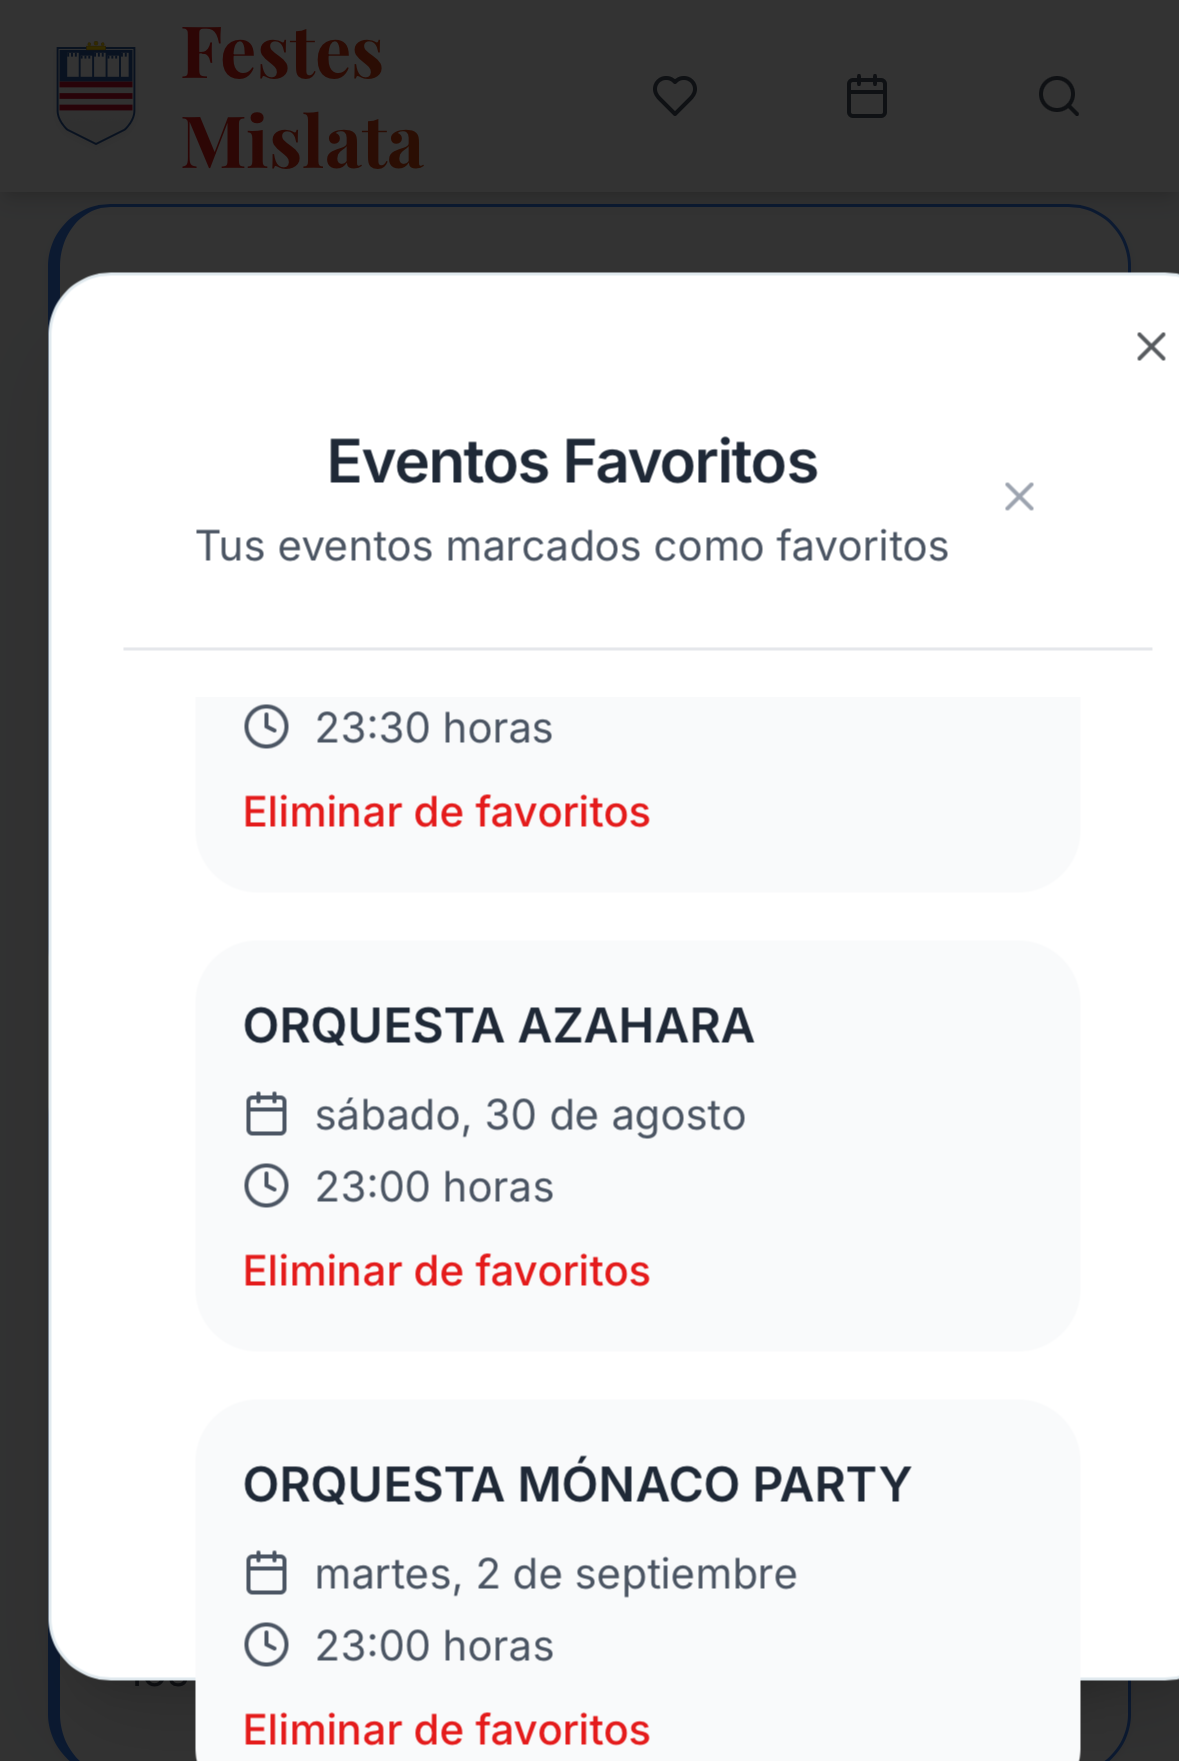 Festes
Mislata
Eventos Favoritos
Tus eventos marcados como favoritos
23:30 horas
Eliminar de favoritos
ORQUESTA AZAHARA
sábado, 30 de agosto
23:00 horas
Eliminar de favoritos
ORQUESTA MÓNACO PARTY
martes, 2 de septiembre
23:00 horas
Eliminar de favoritos